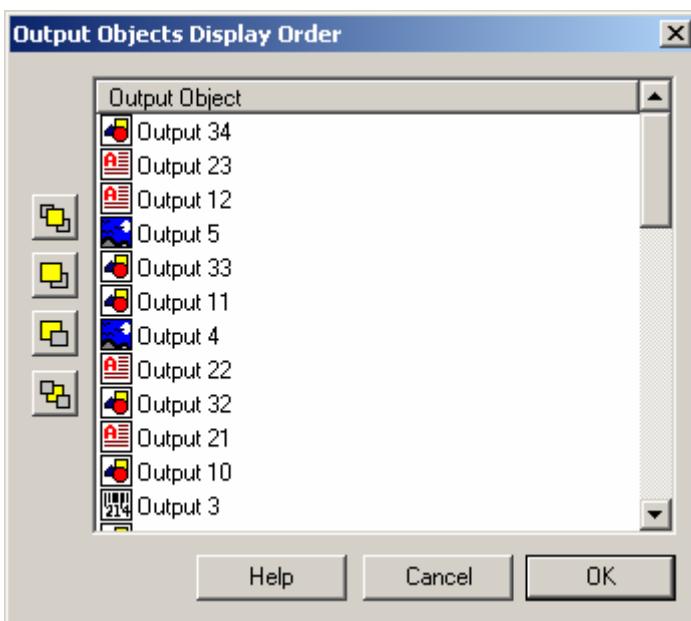 Output Objects Display Order
Output Object
Output 34
Output 23
Output 12
Output 5
Output 33
Output 11
Output 4
Output 22
Output 32
Output 21
Output 10
214 Output 3
Help Cancel OK